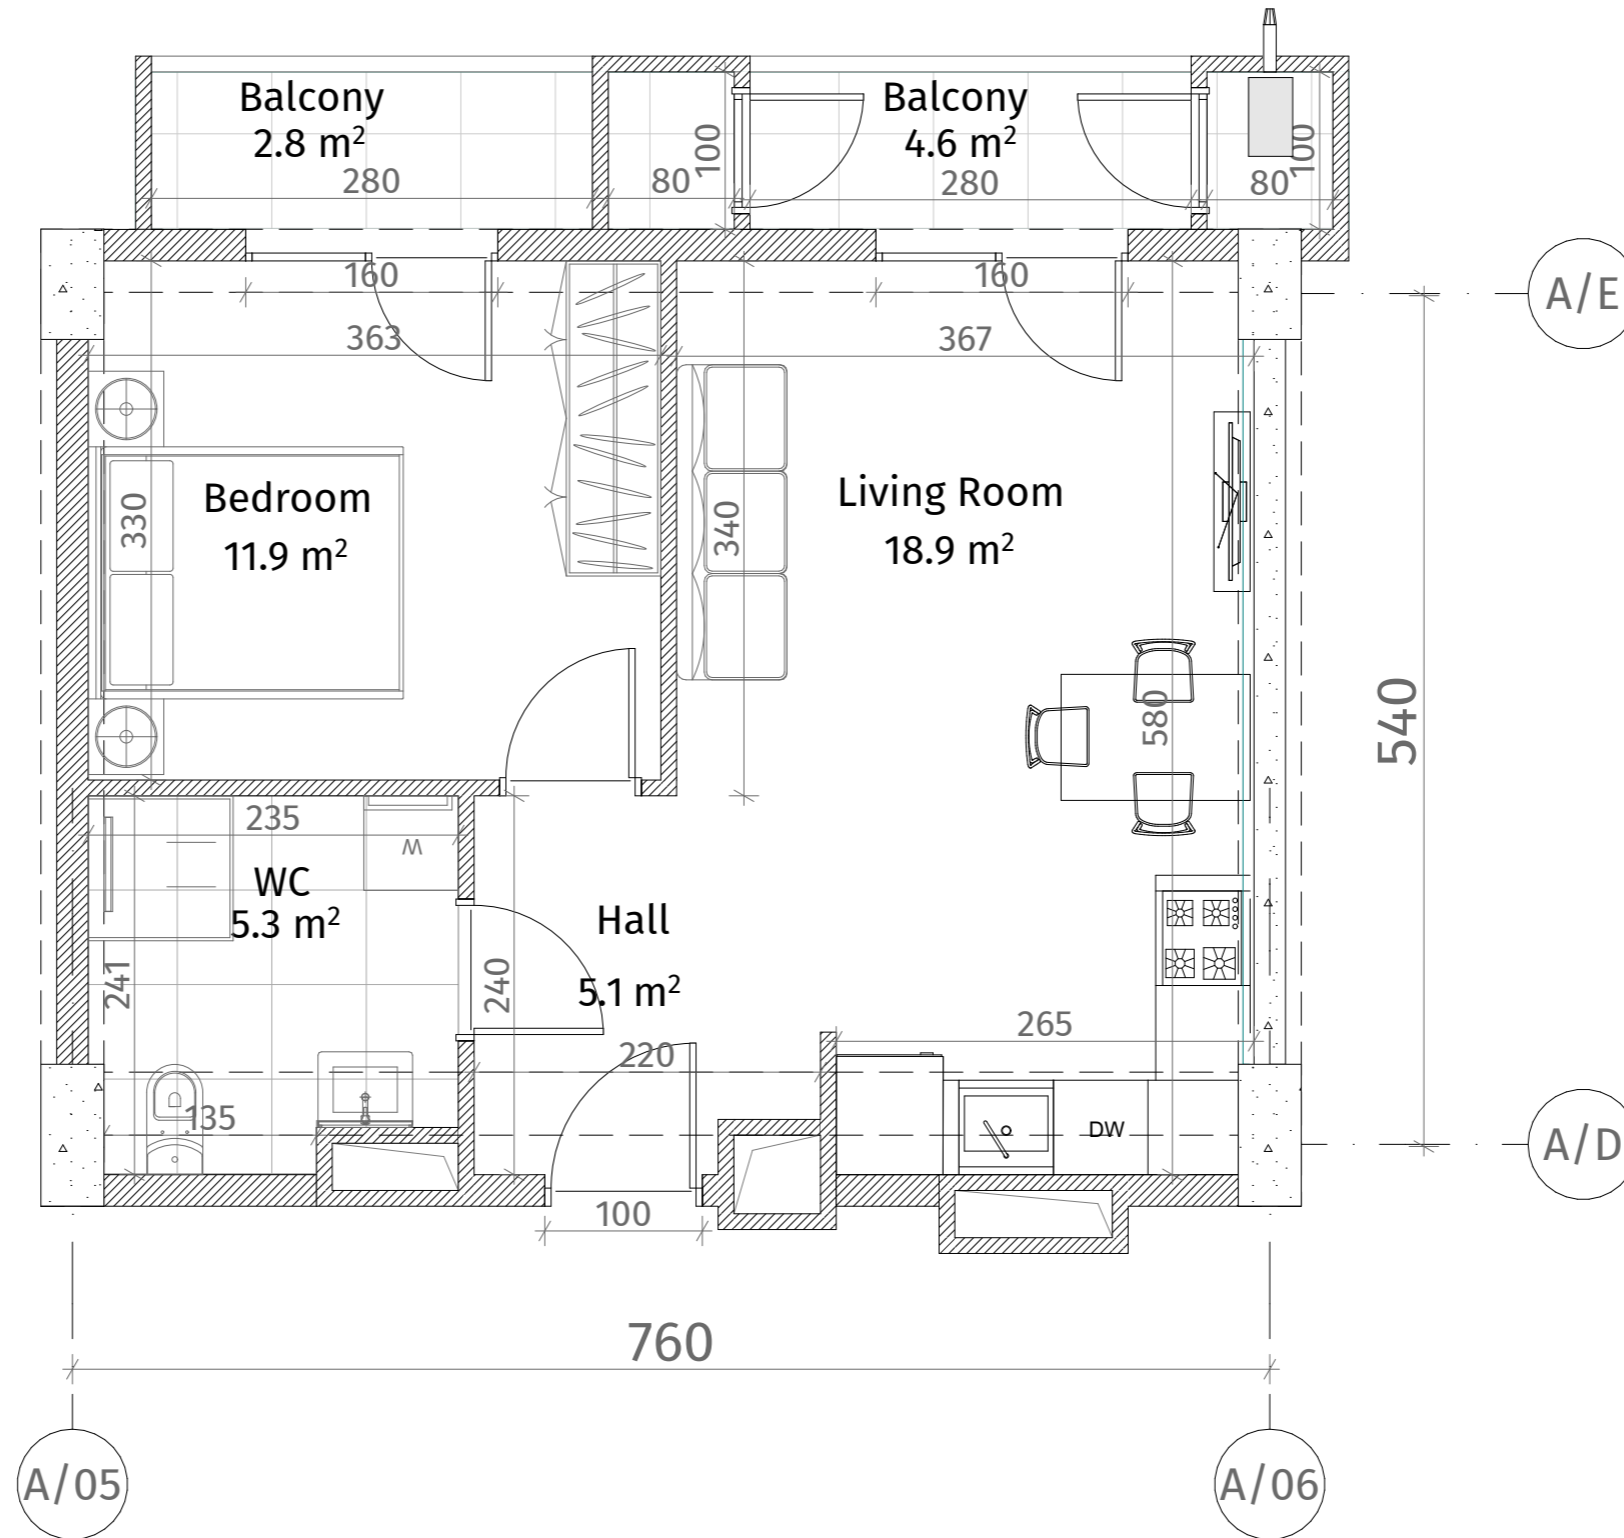 Balcony
2.8 m²
280
80
100
Balcony
4.6 m²
280
80
100
160
160
A/E
363
367
Bedroom
11.9 m²
330
340
Living Room
18.9 m²
580
540
235
W
WC
5.3 m²
241
240
Hall
5.1 m²
265
220
135
DW
A/D
100
760
A/05
A/06